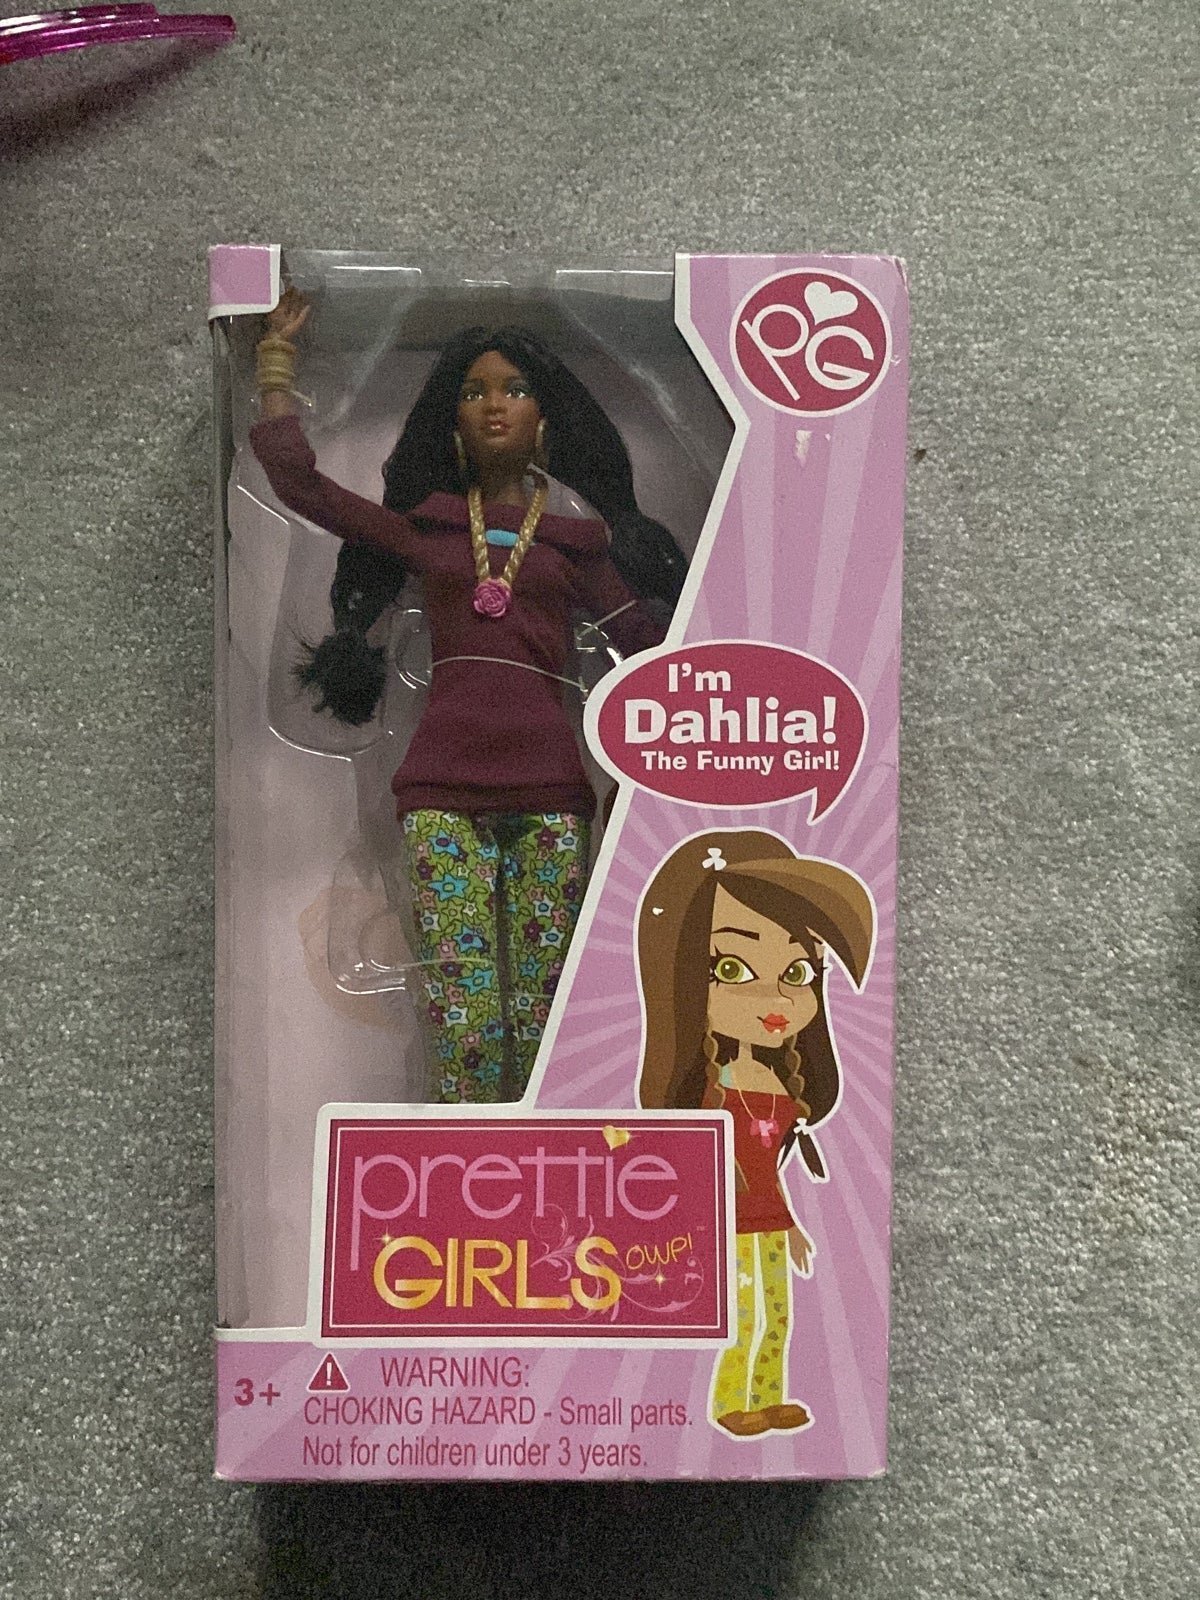 PG
I'm
Dahlia!
The Funny Girl!
prettie
GIRLS OWP!
™
3+
WARNING:
CHOKING HAZARD - Small parts.
Not for children under 3 years.